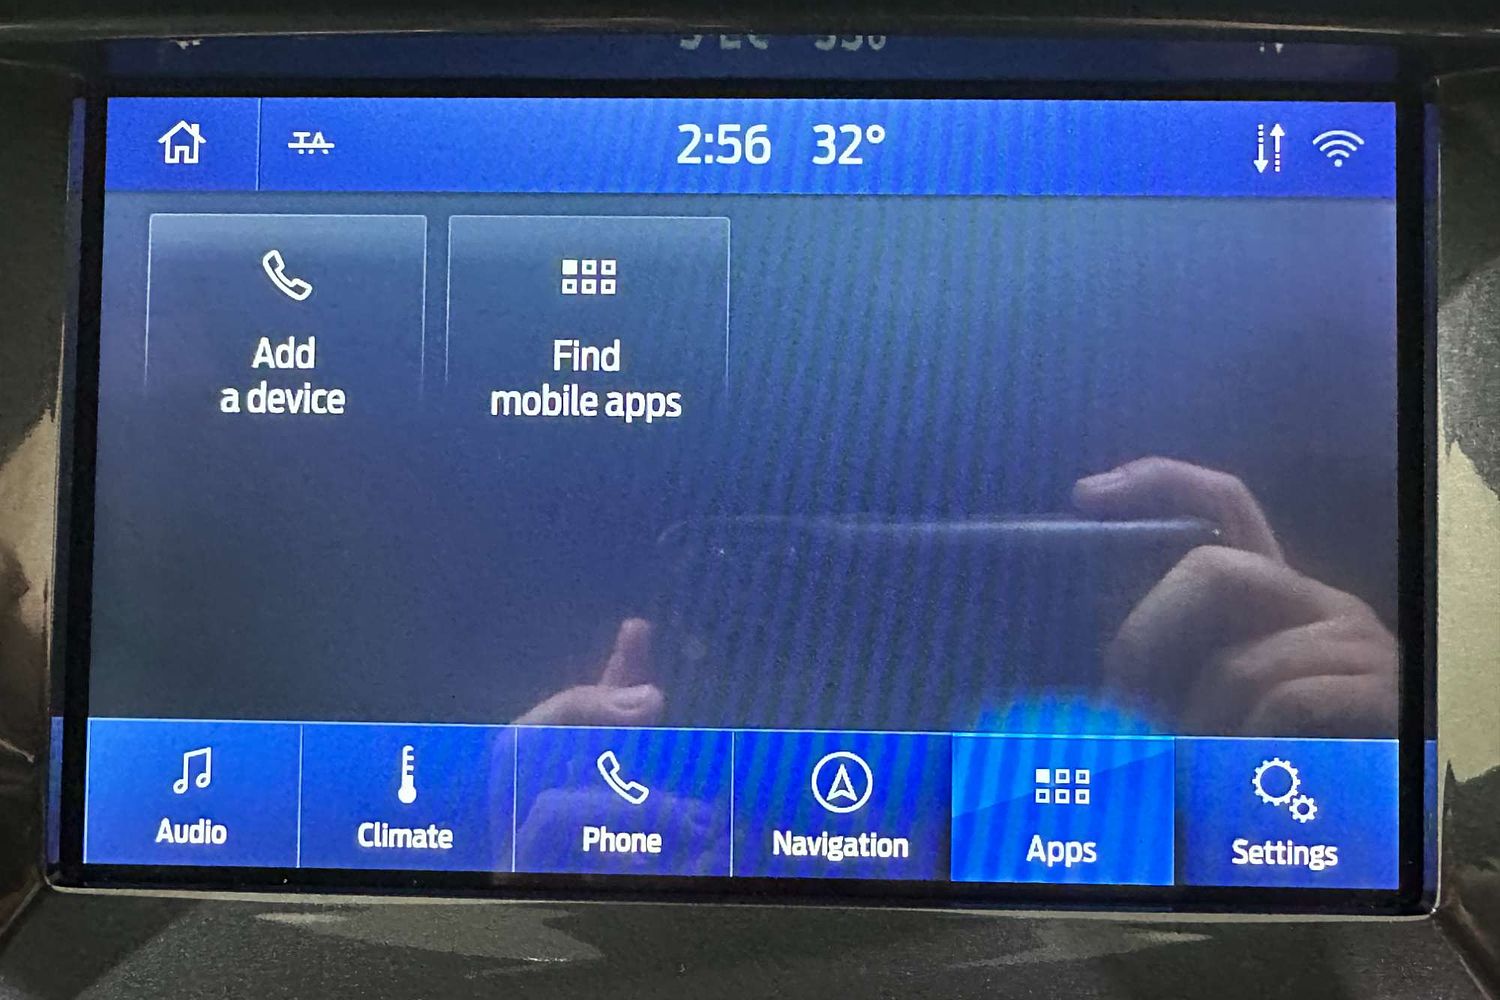 TA
2:56 32°
Add
a device
Find
mobile apps
Audio
Climate
Phone
Navigation
Apps
Settings